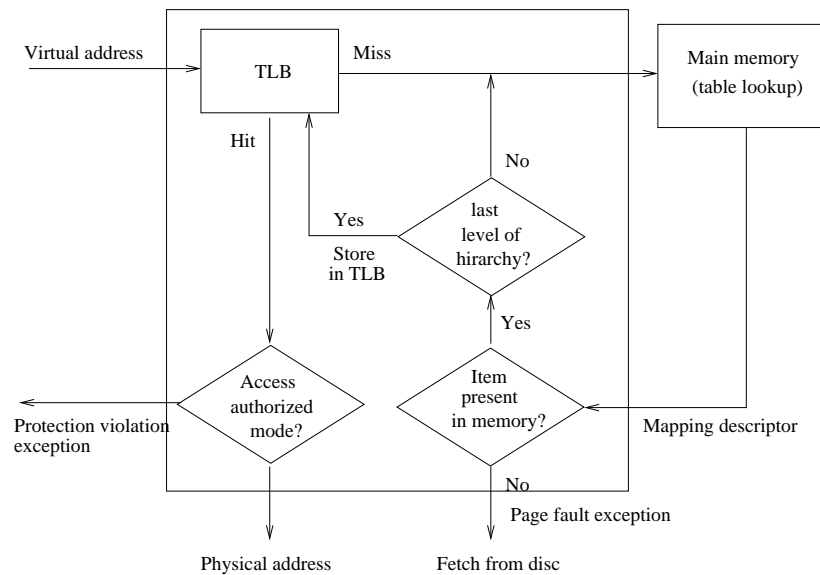 Virtual address
TLB
Miss
Main memory
(table lookup)
Hit
No
Yes
Store
in TLB
last
level of
hirarchy?
Yes
Access
authorized
mode?
Item
present
in memory?
Protection violation
exception
Mapping descriptor
No
Page fault exception
Physical address
Fetch from disc